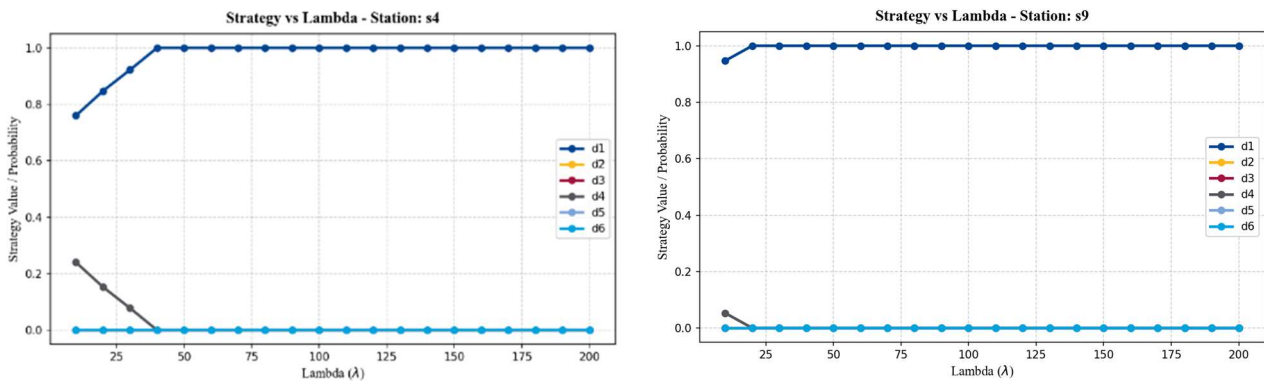 Strategy vs Lambda - Station: s4
Strategy Value / Probability
1.0
0.8
0.6
0.4
0.2
0.0
d1
d2
d3
d4
d5
d6
25 50 75 100 125 150 175 200
Lambda (λ)
Strategy vs Lambda - Station: s9
Strategy Value / Probability
1.0
0.8
0.6
0.4
0.2
0.0
d1
d2
d3
d4
d5
d6
25 50 75 100 125 150 175 200
Lambda (λ)